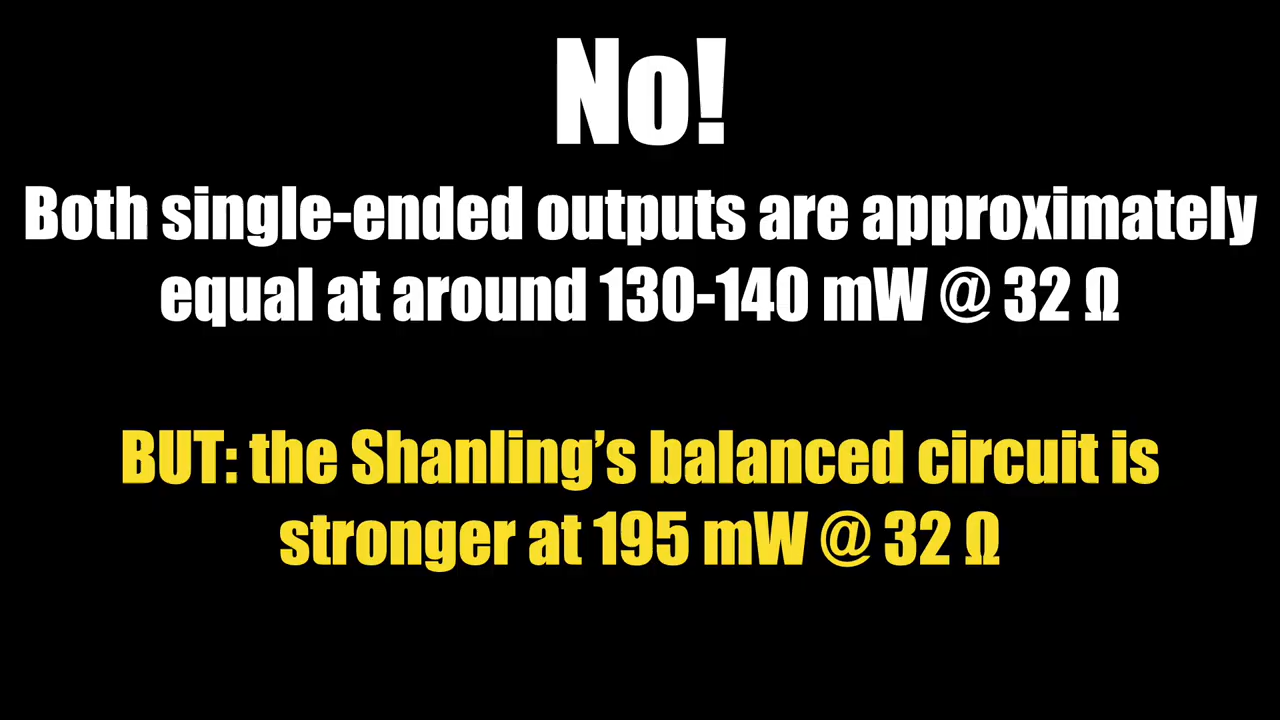 No!
Both single-ended outputs are approximately
equal at around 130-140 mW @ 32 Ω
BUT: the Shanling’s balanced circuit is
stronger at 195 mW @ 32 Ω